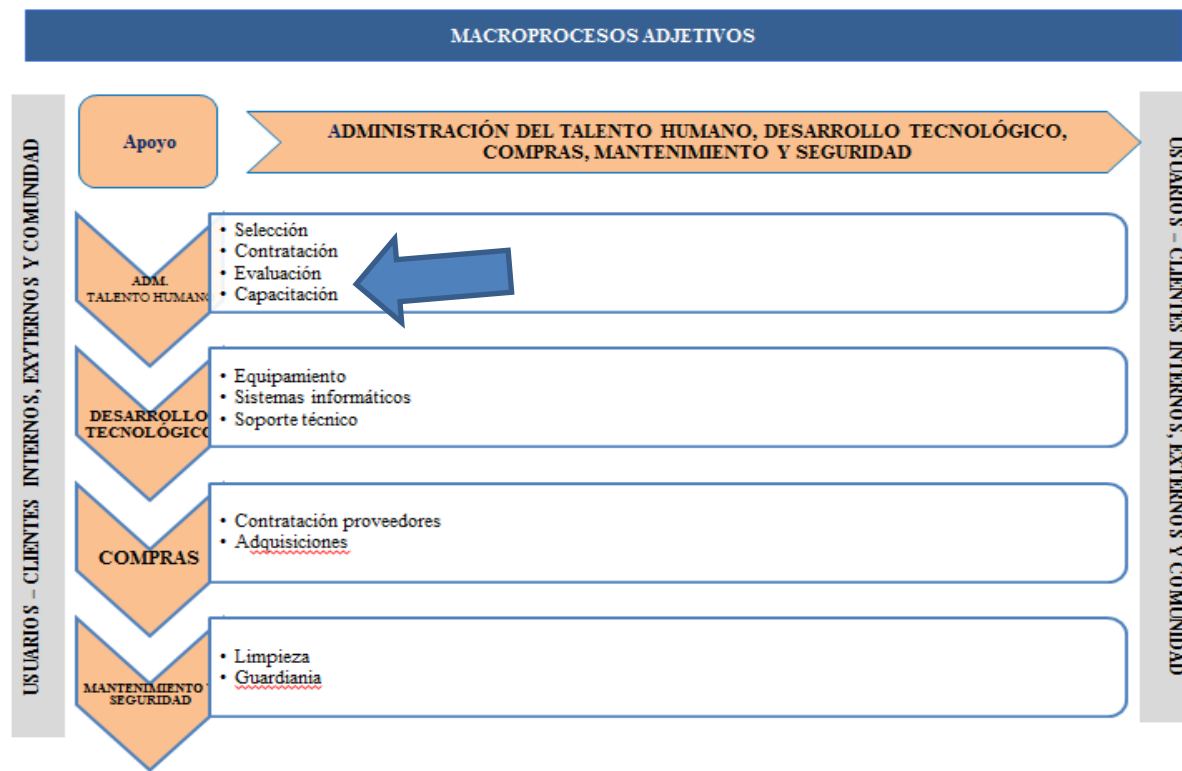 MACROPROCESOS ADJETIVOS
USUARIOS – CLIENTES INTERNOS, EXYTERNOS Y COMUNIDAD
Apoyo
ADMINISTRACIÓN DEL TALENTO HUMANO, DESARROLLO TECNOLÓGICO,
COMPRAS, MANTENIMIENTO Y SEGURIDAD
ADM.
TALENTO HUMANO
• Selección
• Contratación
• Evaluación
• Capacitación
DESARROLLO
TECNOLÓGICO
• Equipamiento
• Sistemas informáticos
• Soporte técnico
COMPRAS
• Contratación proveedores
• Adquisiciones
MANTENIMIENTO Y
SEGURIDAD
• Limpieza
• Guardiania
USUARIOS – CLIENTES INTERNOS, EXTERNOS Y COMUNIDAD